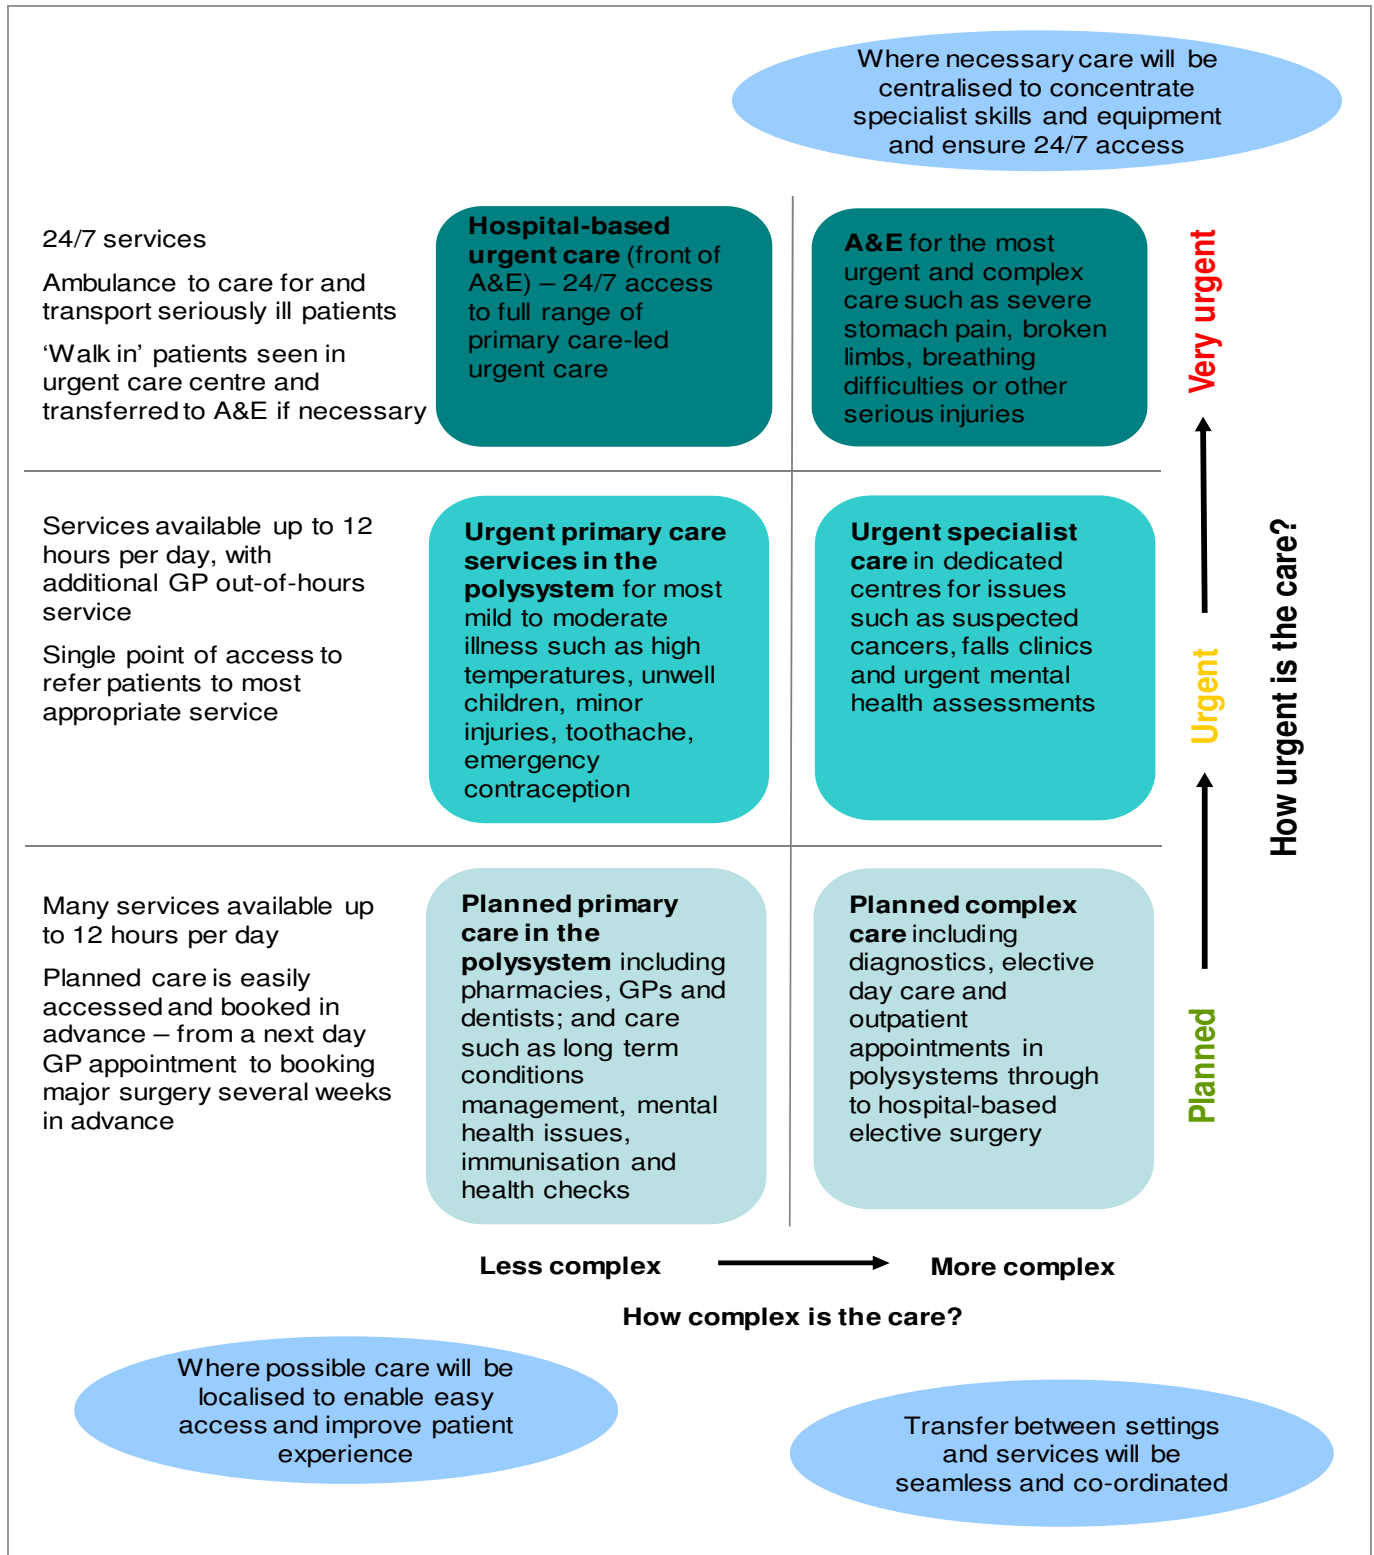 Where necessary care will be
centralised to concentrate
specialist skills and equipment
and ensure 24/7 access
24/7 services
Ambulance to care for and
transport seriously ill patients
‘Walk in’ patients seen in
urgent care centre and
transferred to A&E if necessary
Hospital-based
urgent care (front of
A&E) – 24/7 access
to full range of
primary care-led
urgent care
A&E for the most
urgent and complex
care such as severe
stomach pain, broken
limbs, breathing
difficulties or other
serious injuries
Very urgent
Services available up to 12
hours per day, with
additional GP out-of-hours
service
Single point of access to
refer patients to most
appropriate service
Urgent primary care
services in the
polysystem for most
mild to moderate
illness such as high
temperatures, unwell
children, minor
injuries, toothache,
emergency
contraception
Urgent specialist
care in dedicated
centres for issues
such as suspected
cancers, falls clinics
and urgent mental
health assessments
Urgent
How urgent is the care?
Many services available up
to 12 hours per day
Planned care is easily
accessed and booked in
advance – from a next day
GP appointment to booking
major surgery several weeks
in advance
Planned primary
care in the
polysystem including
pharmacies, GPs and
dentists; and care
such as long term
conditions
management, mental
health issues,
immunisation and
health checks
Planned complex
care including
diagnostics, elective
day care and
outpatient
appointments in
polysystems through
to hospital-based
elective surgery
Planned
Less complex
More complex
How complex is the care?
Where possible care will be
localised to enable easy
access and improve patient
experience
Transfer between settings
and services will be
seamless and co-ordinated